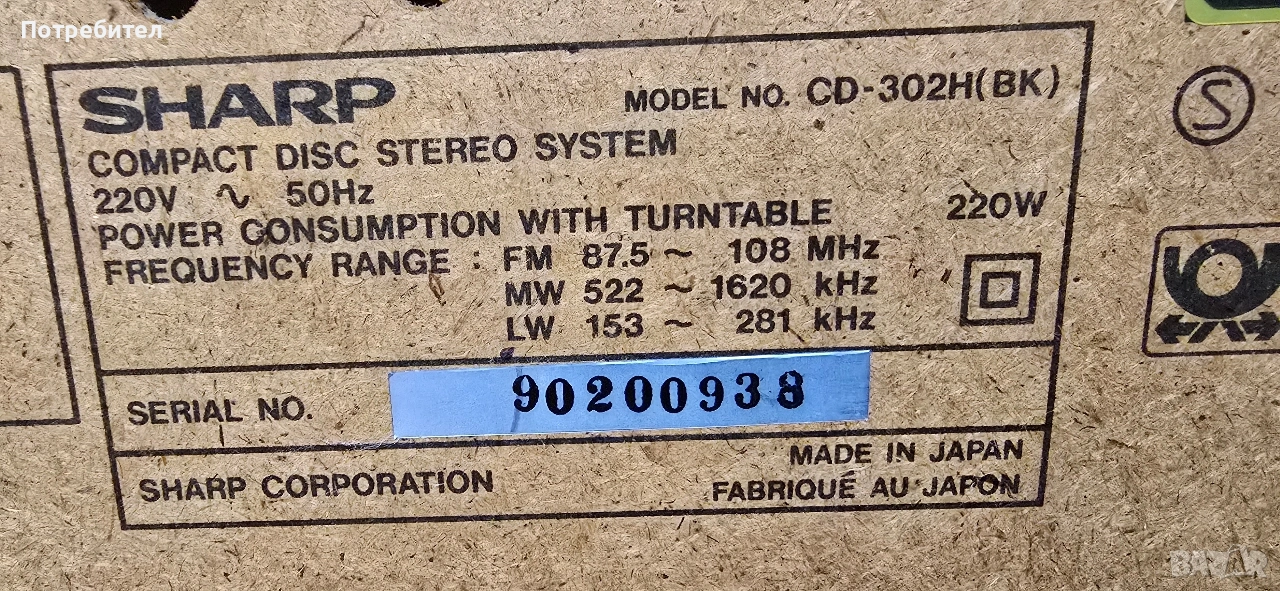 Потребител
SHARP
MODEL NO. CD-302H(BK)
COMPACT DISC STEREO SYSTEM
220V ∿ 50Hz
POWER CONSUMPTION WITH TURNTABLE 220W
FREQUENCY RANGE : FM 87.5 ~ 108 MHz
MW 522 ~ 1620 kHz
LW 153 ~ 281 kHz
SERIAL NO. 90200938
SHARP CORPORATION
MADE IN JAPAN
FABRIQUÉ AU JAPON
S
BAZAR